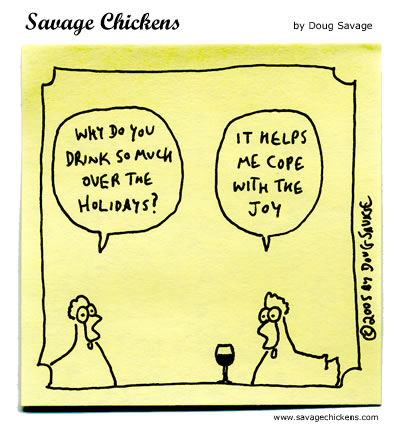 Savage Chickens
by Doug Savage
WHY DO YOU
DRINK SO MUCH
OVER THE
HOLIDAYS?
IT HELPS
ME COPE
WITH THE
JOY
©2005 BY DOUG SAVAGE
www.savagechickens.com